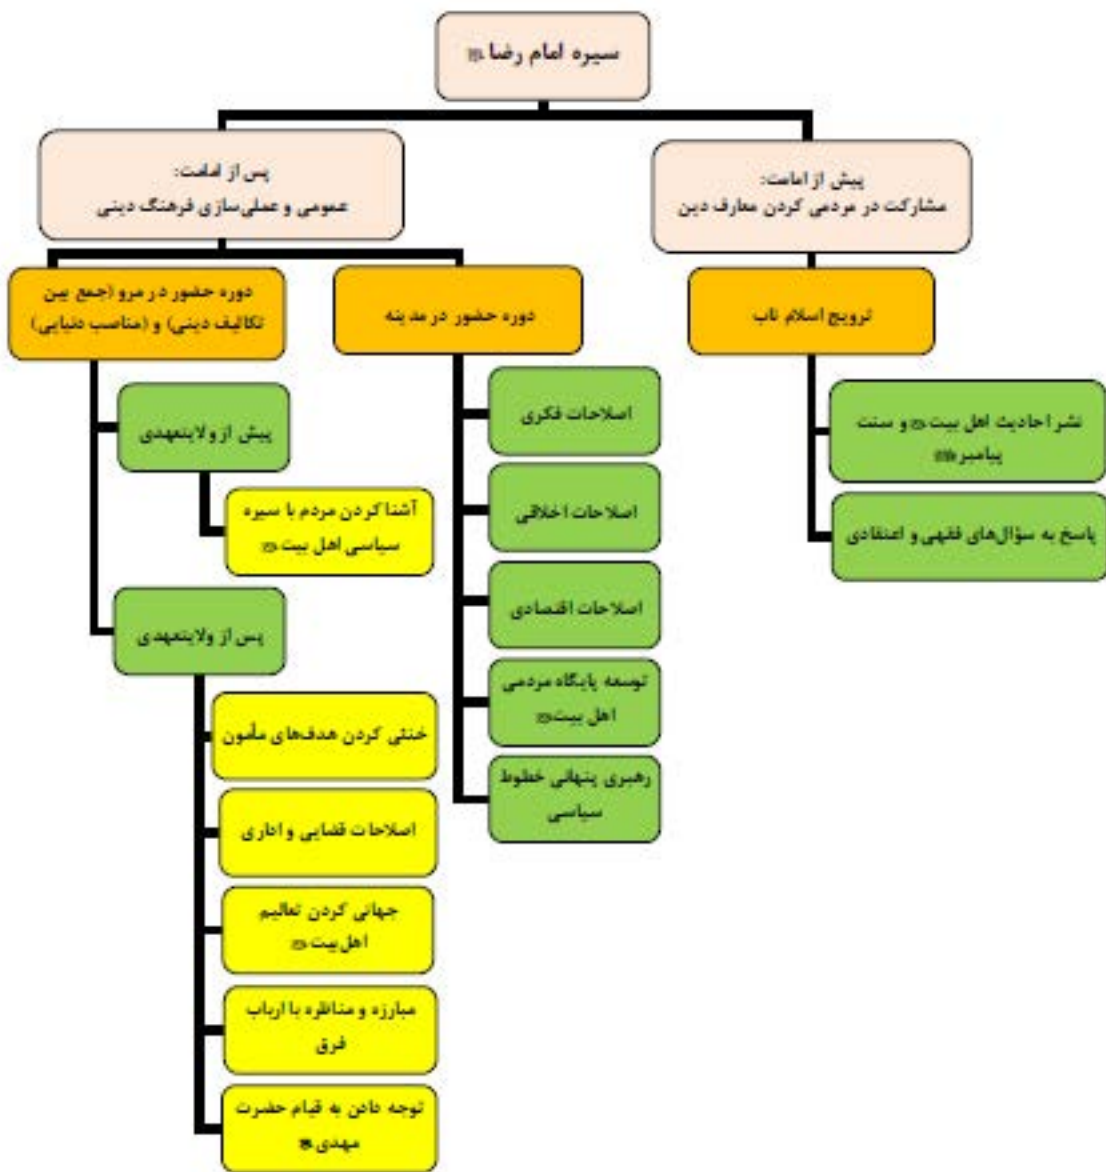 سیره امام رضا
پیش از امامت:
مشارکت در مردمی کردن معارف دین
ترویج اسلام ناب
نشر احادیث اهل بیت و سنت
پیامبر
پاسخ به سؤال‌های فقهی و اعتقادی
پس از امامت:
عمومی و عملی‌سازی فرهنگ دینی
دوره حضور در مدینه
اصلاحات فکری
اصلاحات اخلاقی
اصلاحات اقتصادی
توسعه پایگاه مردمی
اهل بیت
رهبری پنهانی خطوط
سیاسی
دوره حضور در مرو (جمع بین
تکالیف دینی) و (مناصب دنیایی)
پیش از ولایتعهدی
آشنا کردن مردم با سیره
سیاسی اهل بیت
پس از ولایتعهدی
خنثی کردن هدف‌های مأمون
اصلاحات قضایی و اداری
جهانی کردن تعالیم
اهل‌بیت
مبارزه و مناظره با ارباب
فرق
توجه دادن به قیام حضرت
مهدی